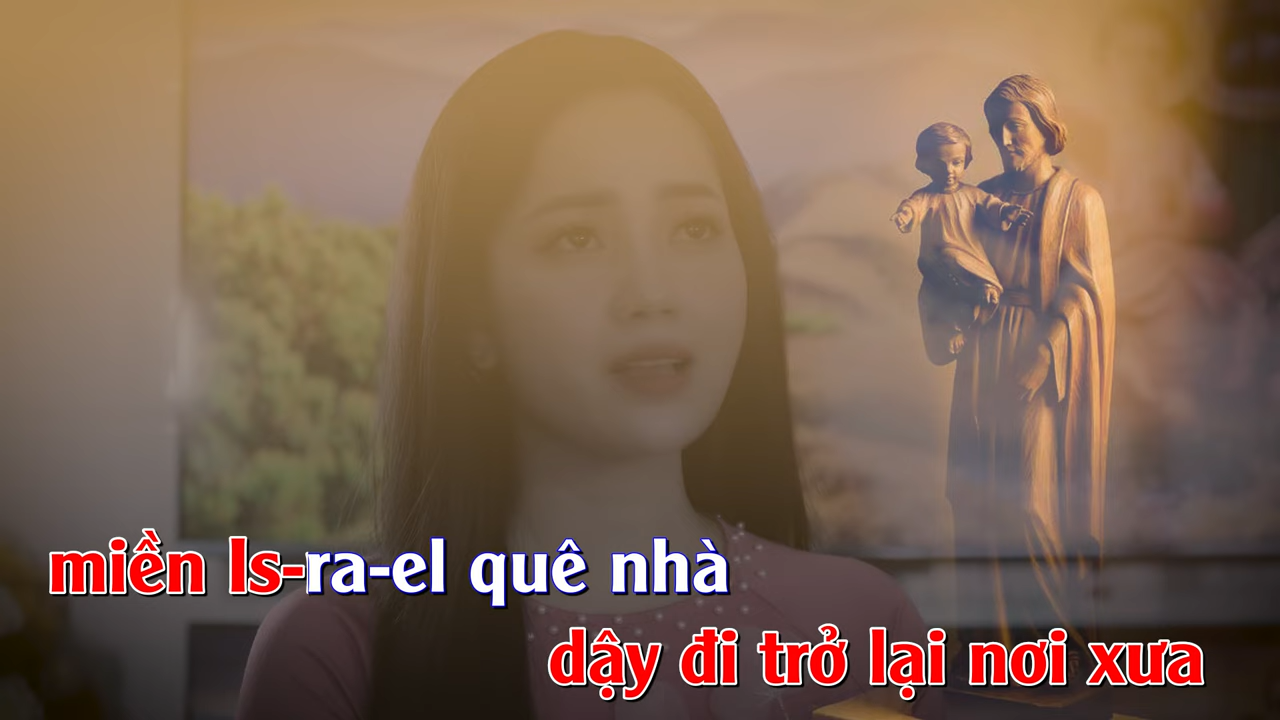 miền Is-ra-el quê nhà
dậy đi trở lại nơi xưa